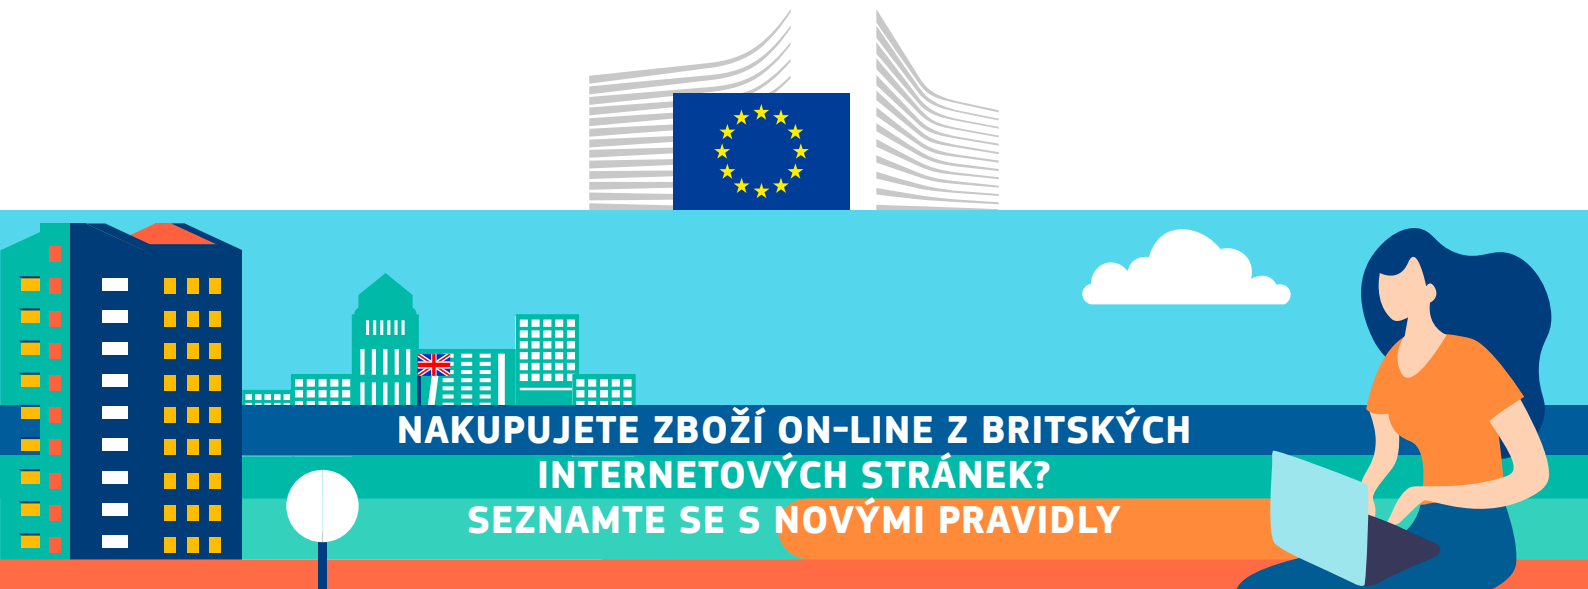 NAKUPUJETE ZBOŽÍ ON-LINE Z BRITSKÝCH
INTERNETOVÝCH STRÁNEK?
SEZNAMTE SE S NOVÝMI PRAVIDLY